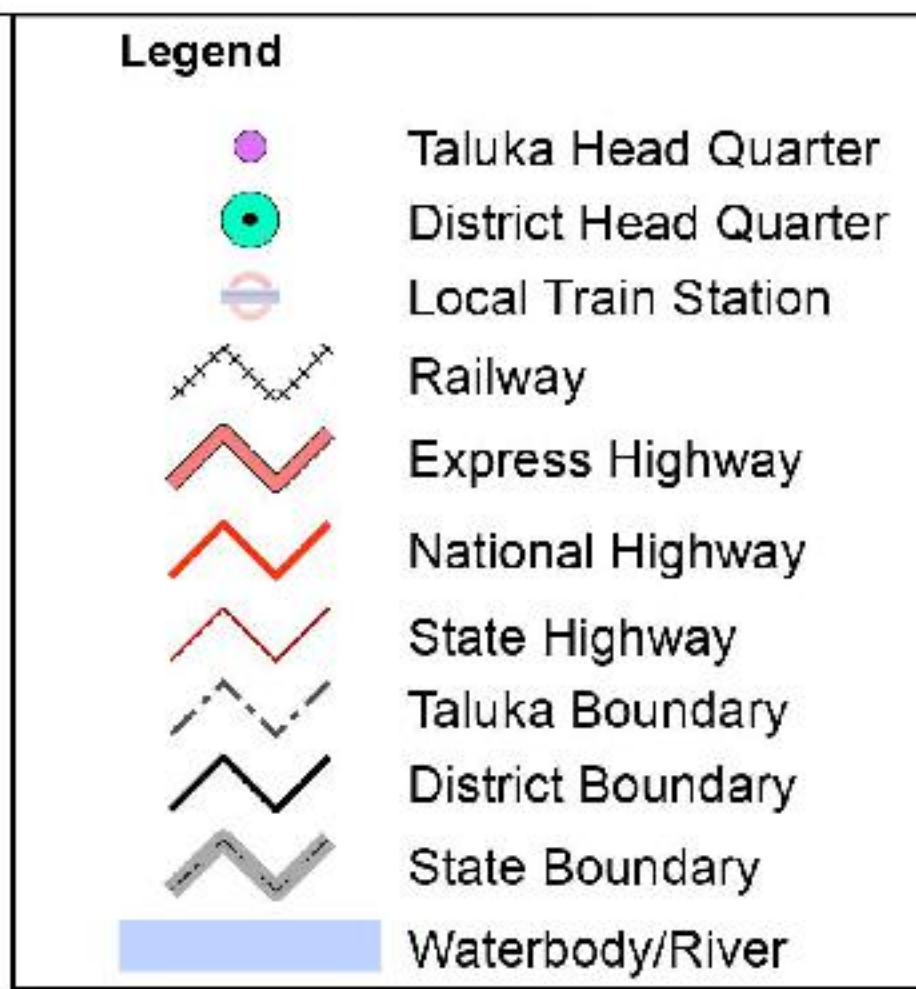 Legend
Taluka Head Quarter
District Head Quarter
Local Train Station
Railway
Express Highway
National Highway
State Highway
Taluka Boundary
District Boundary
State Boundary
Waterbody/River